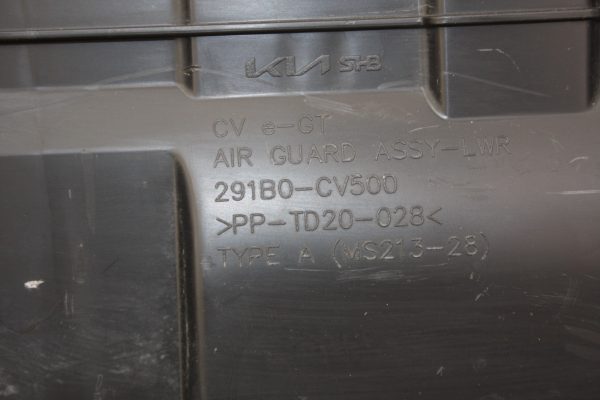 KIA SHB
CV e-GT
AIR GUARD ASSY-LWR
291B0-CV500
>PP-TD20-028<
TYPE A (MS213-28)